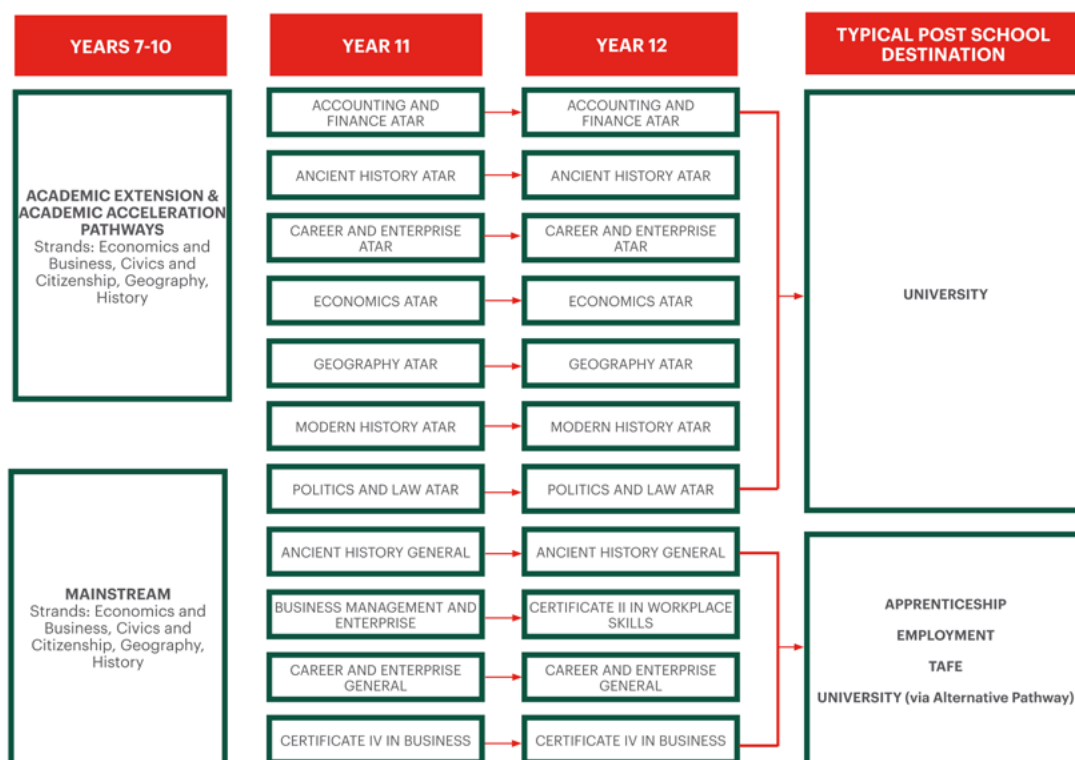 YEARS 7-10
YEAR 11
YEAR 12
TYPICAL POST SCHOOL
DESTINATION
ACADEMIC EXTENSION &
ACADEMIC ACCELERATION
PATHWAYS
Strands: Economics and
Business, Civics and
Citizenship, Geography,
History
ACCOUNTING AND
FINANCE ATAR
ACCOUNTING AND
FINANCE ATAR
ANCIENT HISTORY ATAR
ANCIENT HISTORY ATAR
CAREER AND ENTERPRISE
ATAR
CAREER AND ENTERPRISE
ATAR
ECONOMICS ATAR
ECONOMICS ATAR
GEOGRAPHY ATAR
GEOGRAPHY ATAR
MODERN HISTORY ATAR
MODERN HISTORY ATAR
POLITICS AND LAW ATAR
POLITICS AND LAW ATAR
UNIVERSITY
MAINSTREAM
Strands: Economics and
Business, Civics and
Citizenship, Geography,
History
ANCIENT HISTORY GENERAL
ANCIENT HISTORY GENERAL
BUSINESS MANAGEMENT AND
ENTERPRISE
CERTIFICATE II IN WORKPLACE
SKILLS
CAREER AND ENTERPRISE
GENERAL
CAREER AND ENTERPRISE
GENERAL
CERTIFICATE IV IN BUSINESS
CERTIFICATE IV IN BUSINESS
APPRENTICESHIP
EMPLOYMENT
TAFE
UNIVERSITY (via Alternative Pathway)